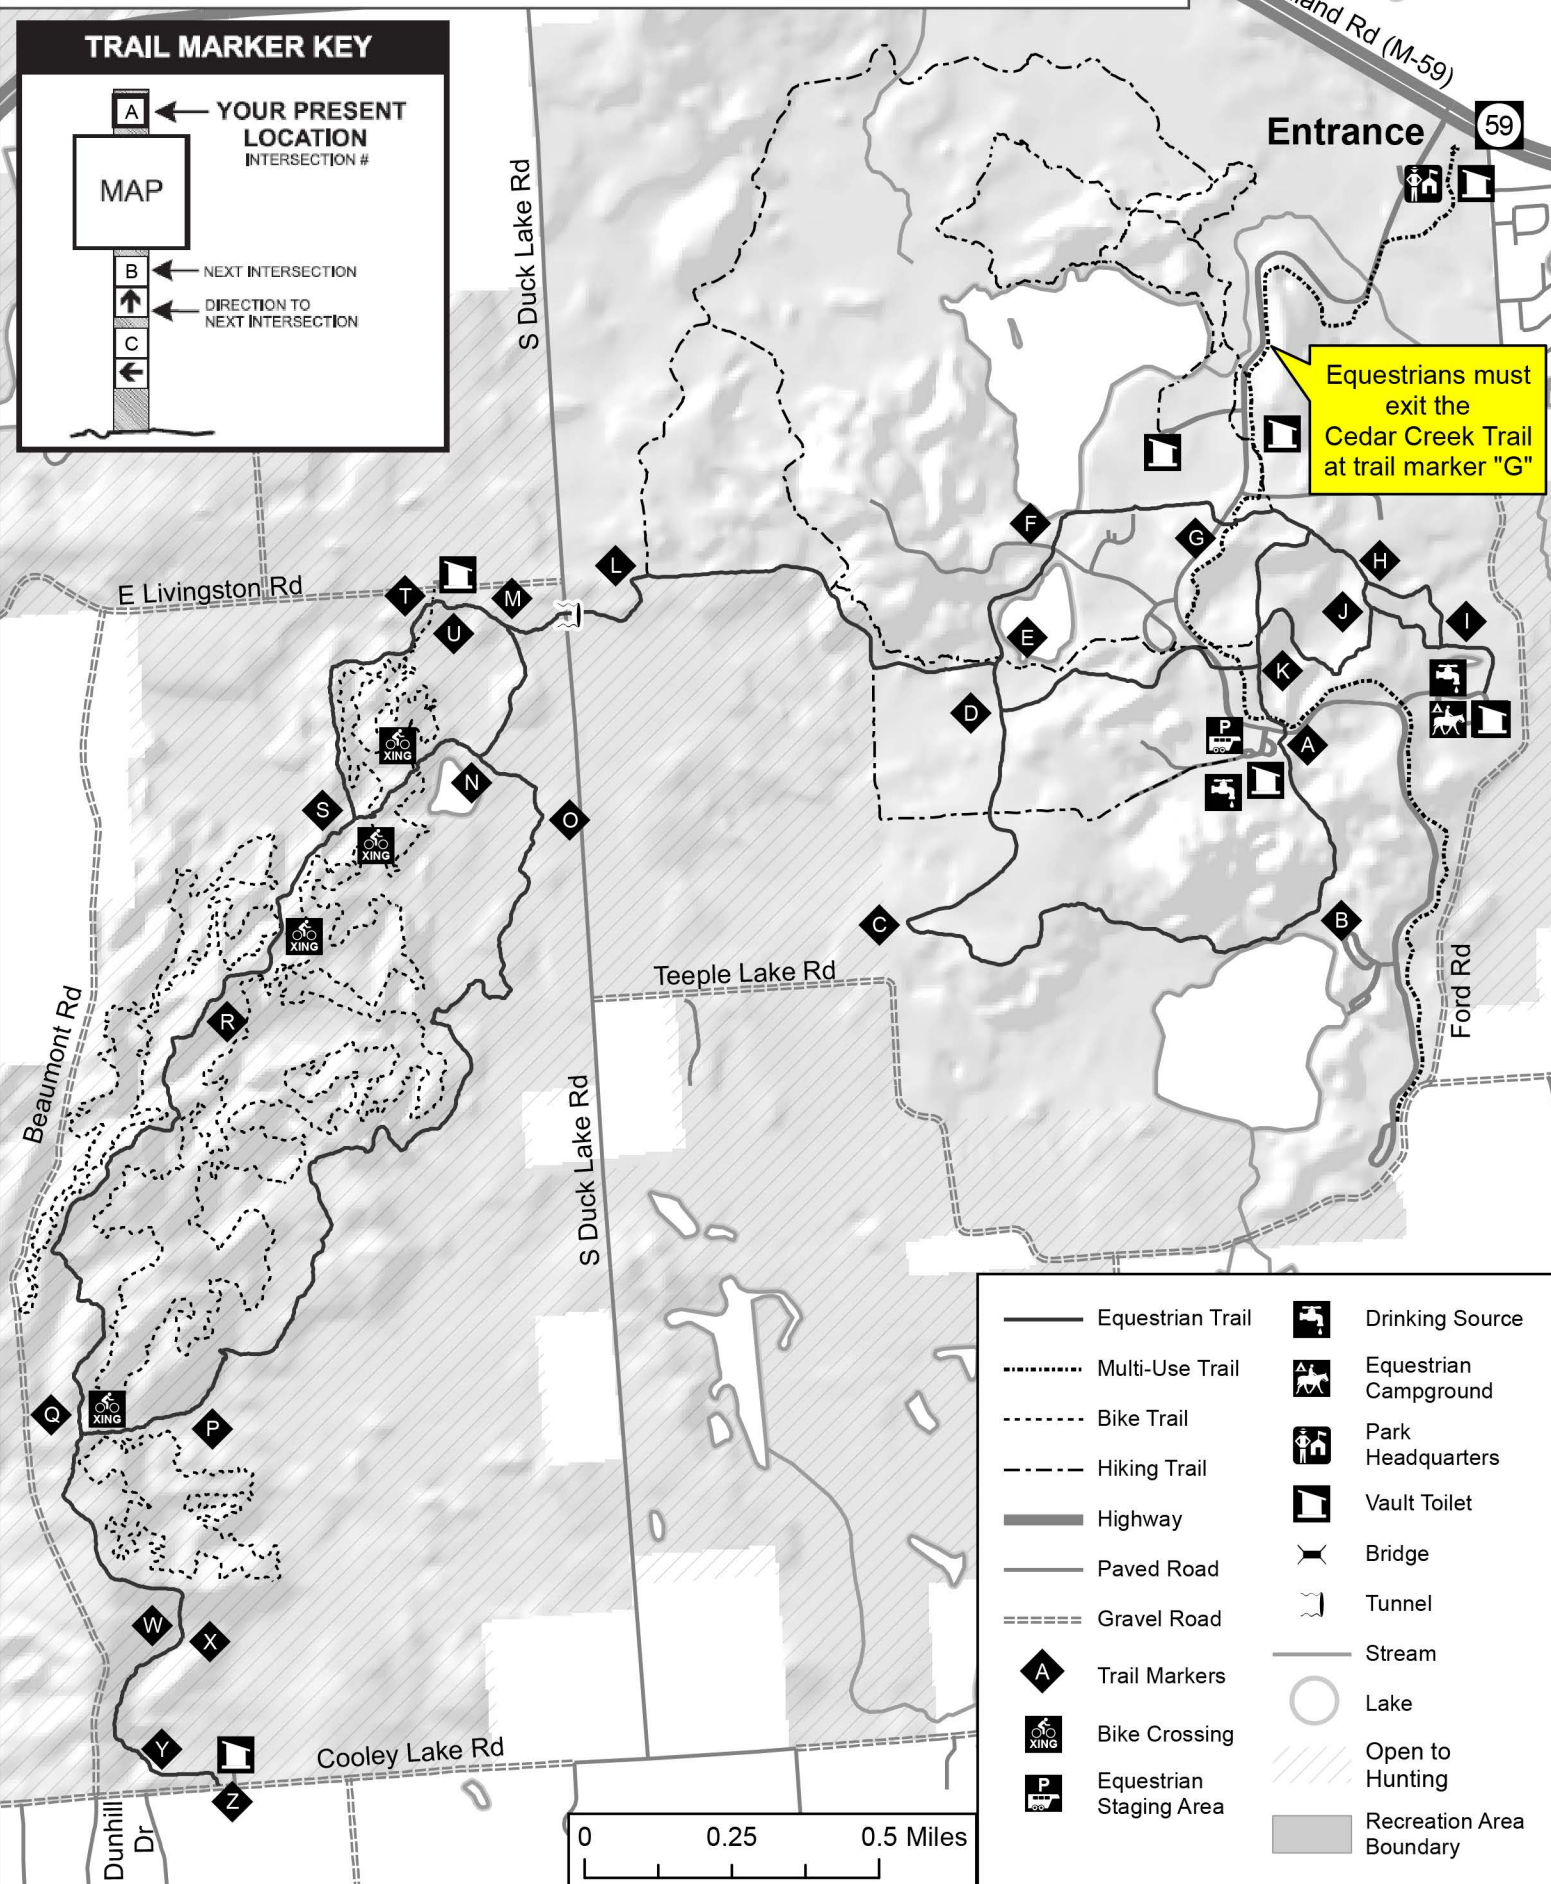 land Rd (M-59)
TRAIL MARKER KEY
A
YOUR PRESENT
LOCATION
INTERSECTION #
MAP
B
NEXT INTERSECTION
DIRECTION TO
NEXT INTERSECTION
C
Entrance
59
S Duck Lake Rd
Equestrians must
exit the
Cedar Creek Trail
at trail marker "G"
E Livingston Rd
T
M
L
F
G
H
U
E
J
I
K
D
P
A
XING
N
S
O
XING
XING
C
B
Teeple Lake Rd
Ford Rd
R
Beaumont Rd
S Duck Lake Rd
Q
XING
P
W
X
Y
Z
Cooley Lake Rd
Dunhill
Dr
0 0.25 0.5 Miles
Equestrian Trail
Multi-Use Trail
Bike Trail
Hiking Trail
Highway
Paved Road
Gravel Road
A
Trail Markers
XING
Bike Crossing
P
Equestrian
Staging Area
Drinking Source
Equestrian
Campground
Park
Headquarters
Vault Toilet
Bridge
Tunnel
Stream
Lake
Open to
Hunting
Recreation Area
Boundary